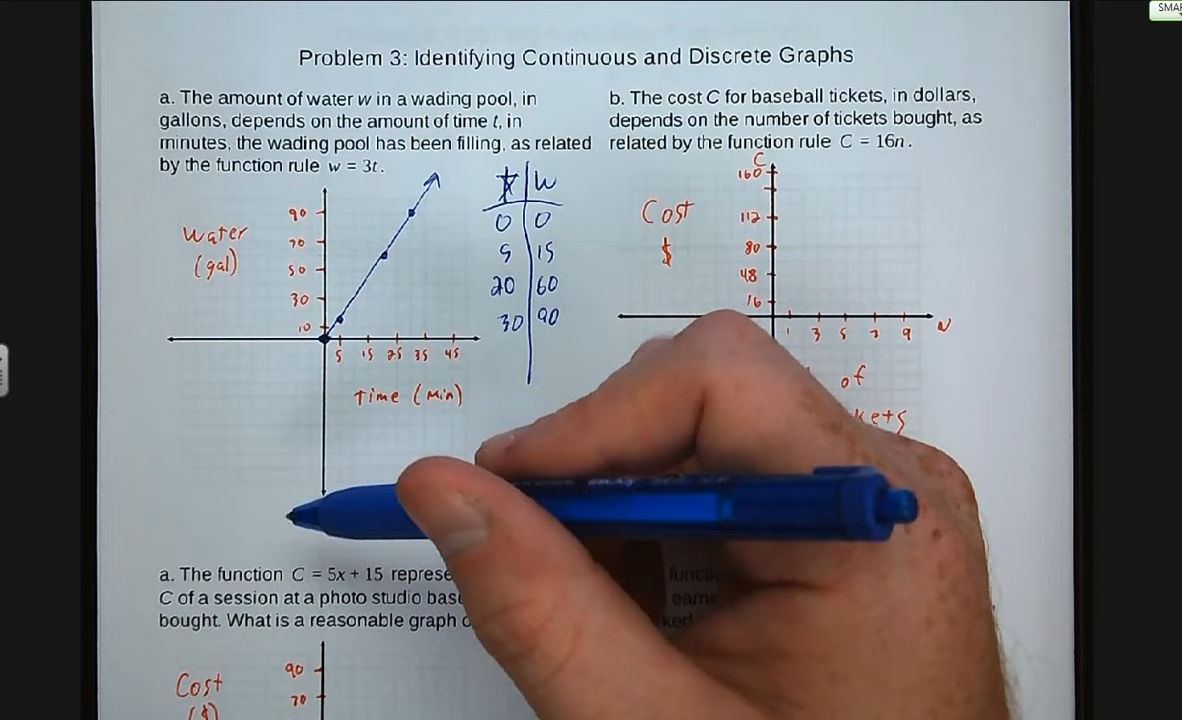 SMA
Problem 3: Identifying Continuous and Discrete Graphs
a. The amount of water w in a wading pool, in
gallons, depends on the amount of time t, in
minutes, the wading pool has been filling, as related
by the function rule w = 3t.
b. The cost C for baseball tickets, in dollars,
depends on the number of tickets bought, as
related by the function rule C = 16n.
Water
(gal)
90
70
50
30
10
5 15 25 35 45
Time (Min)
t W
0 0
5 15
20 60
30 90
Cost
$
C
160
112
80
48
16
1 3 5 7 9 N
of
kets
a. The function C = 5x + 15 represe
C of a session at a photo studio base
bought. What is a reasonable graph o
functi
earne
ked
Cost
($)
90
70